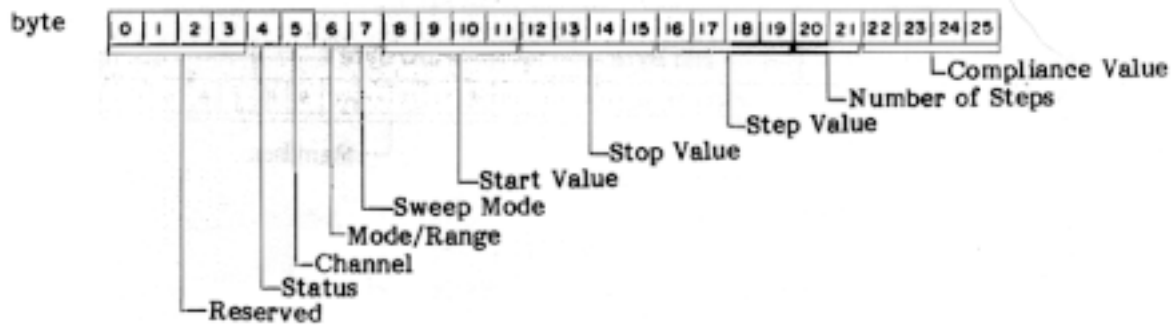 byte 0 1 2 3 4 5 6 7 8 9 10 11 12 13 14 15 16 17 18 19 20 21 22 23 24 25
Compliance Value
Number of Steps
Step Value
Stop Value
Start Value
Sweep Mode
Mode/Range
Channel
Status
Reserved